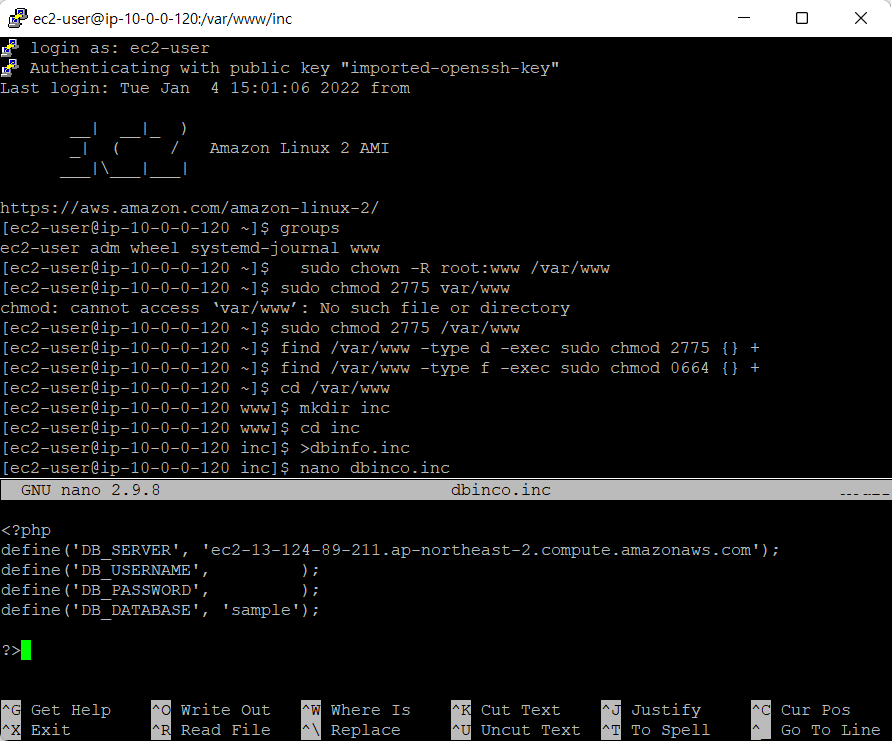 ec2-user@ip-10-0-0-120:/var/www/inc
login as: ec2-user
Authenticating with public key "imported-openssh-key"
Last login: Tue Jan  4 15:01:06 2022 from
       __|  __|_  )
       _|  (     /   Amazon Linux 2 AMI
      ___|\___|___|
https://aws.amazon.com/amazon-linux-2/
[ec2-user@ip-10-0-0-120 ~]$ groups
ec2-user adm wheel systemd-journal www
[ec2-user@ip-10-0-0-120 ~]$   sudo chown -R root:www /var/www
[ec2-user@ip-10-0-0-120 ~]$ sudo chmod 2775 var/www
chmod: cannot access ‘var/www’: No such file or directory
[ec2-user@ip-10-0-0-120 ~]$ sudo chmod 2775 /var/www
[ec2-user@ip-10-0-0-120 ~]$ find /var/www -type d -exec sudo chmod 2775 {} +
[ec2-user@ip-10-0-0-120 ~]$ find /var/www -type f -exec sudo chmod 0664 {} +
[ec2-user@ip-10-0-0-120 ~]$ cd /var/www
[ec2-user@ip-10-0-0-120 www]$ mkdir inc
[ec2-user@ip-10-0-0-120 www]$ cd inc
[ec2-user@ip-10-0-0-120 inc]$ >dbinfo.inc
[ec2-user@ip-10-0-0-120 inc]$ nano dbinco.inc
GNU nano 2.9.8 dbinco.inc
<?php
define('DB_SERVER', 'ec2-13-124-89-211.ap-northeast-2.compute.amazonaws.com');
define('DB_USERNAME',         );
define('DB_PASSWORD',         );
define('DB_DATABASE', 'sample');
?>
^G Get Help ^O Write Out ^W Where Is ^K Cut Text ^J Justify ^C Cur Pos
^X Exit ^R Read File ^\ Replace ^U Uncut Text ^T To Spell ^_ Go To Line